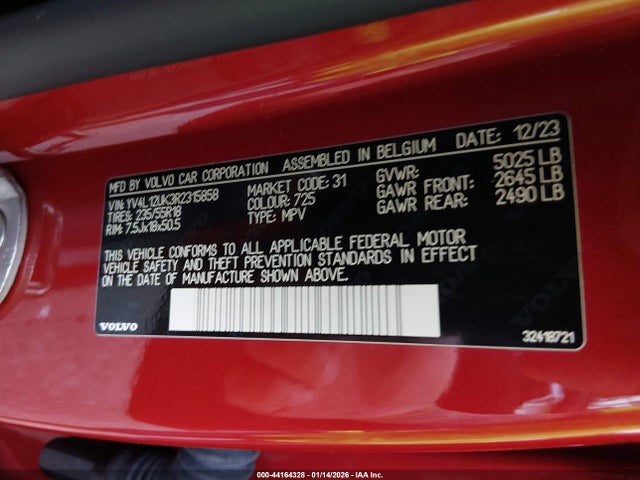 MFD BY VOLVO CAR CORPORATION ASSEMBLED IN BELGIUM DATE: 12/23
VIN: YV4L12UK3R2315858 MARKET CODE: 31 GVWR: 5025 LB
TIRES: 235/55R18 COLOUR: 725 GAWR FRONT: 2645 LB
RIM: 7.5Jx18x50.5 TYPE: MPV GAWR REAR: 2490 LB
THIS VEHICLE CONFORMS TO ALL APPLICABLE FEDERAL MOTOR
VEHICLE SAFETY AND THEFT PREVENTION STANDARDS IN EFFECT
ON THE DATE OF MANUFACTURE SHOWN ABOVE.
VOLVO 32418721
000-44164328 - 01/14/2026 - IAA Inc.